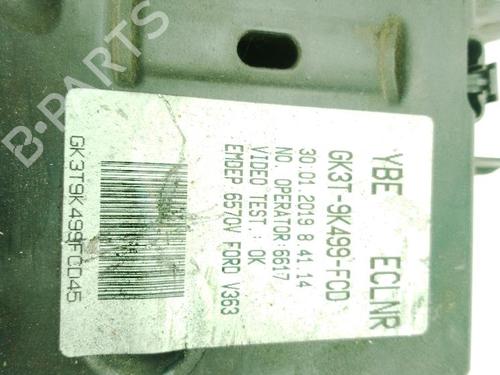 YBE ECLNR
GK3T-9K499-FCD
30.01.2019 8.41.14
NO. OPERATOR:6617
VIDEO TEST.: OK
EMDEP 6570V FORD V363
GK3T9K499FCD045
B-PARTS